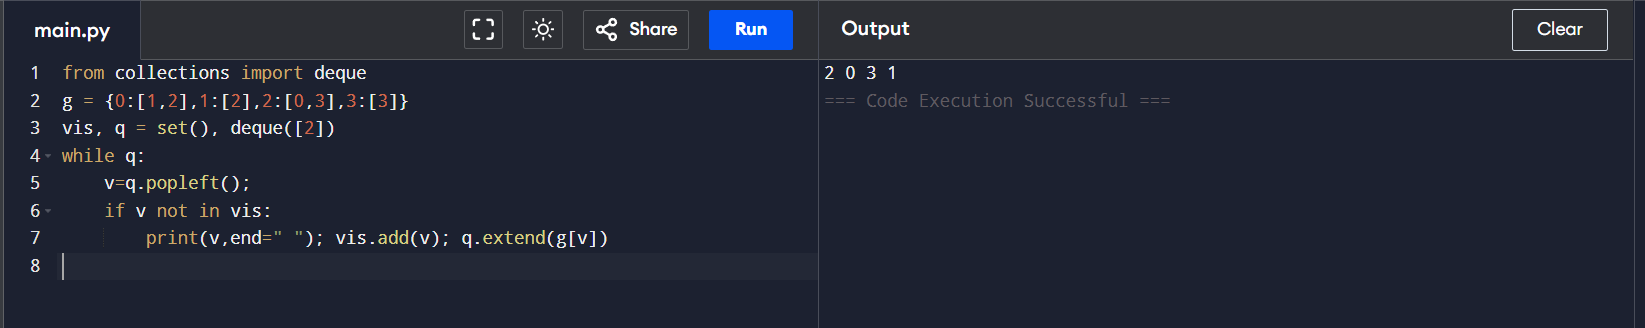 main.py Share Run Output Clear
1 from collections import deque
2 g = {0:[1,2],1:[2],2:[0,3],3:[3]}
3 vis, q = set(), deque([2])
4 while q:
5 v=q.popleft();
6 if v not in vis:
7 print(v,end=" "); vis.add(v); q.extend(g[v])
8
2 0 3 1
=== Code Execution Successful ===